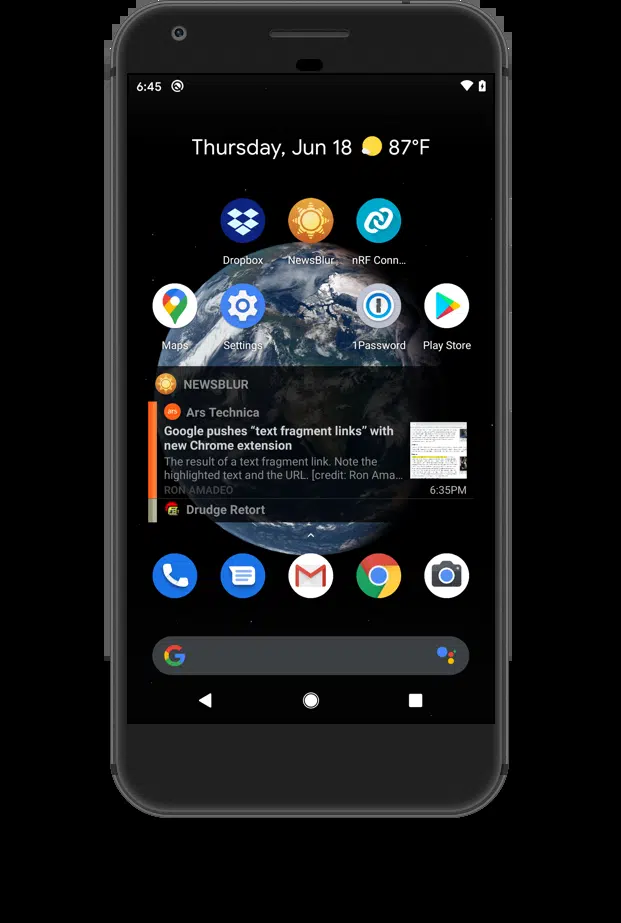 6:45
Thursday, Jun 18 87°F
Dropbox NewsBlur nRF Conn...
Maps Settings 1Password Play Store
NEWSBLUR
ars Ars Technica
Google pushes “text fragment links” with
new Chrome extension
The result of a text fragment link. Note the
highlighted text and the URL. [credit: Ron Ama...
RON AMADEO 6:35PM
Drudge Retort